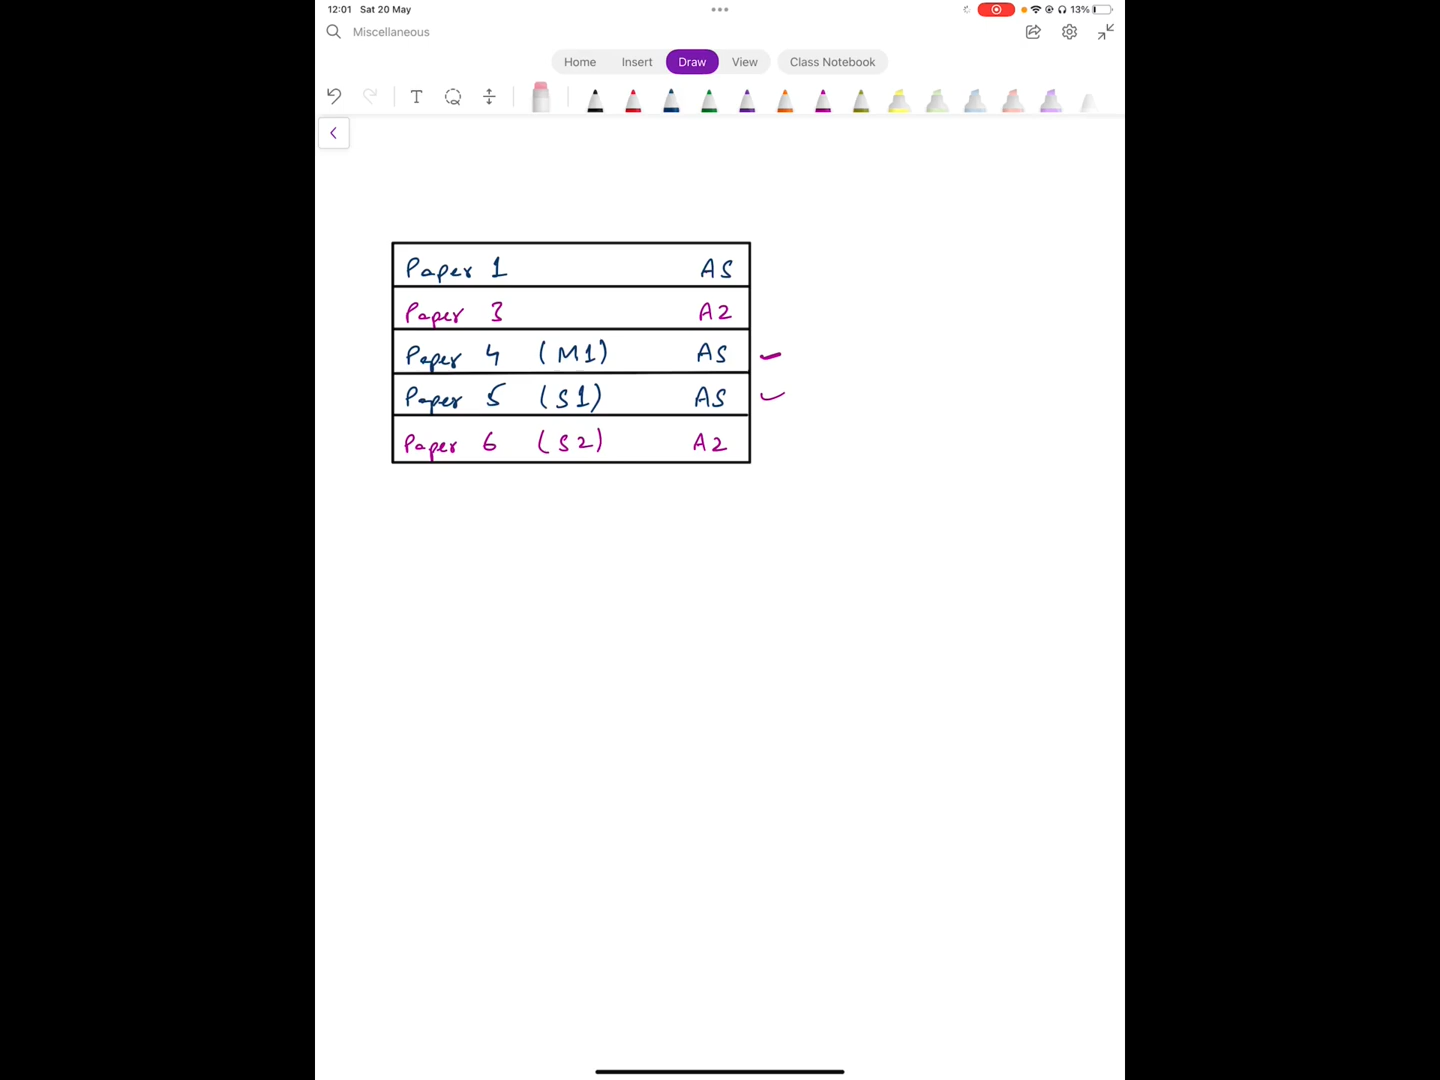 12:01 Sat 20 May 13%
Miscellaneous
Home Insert Draw View Class Notebook
T
Paper 1 AS
Paper 3 A2
Paper 4 (M1) AS
Paper 5 (S1) AS
Paper 6 (S2) A2